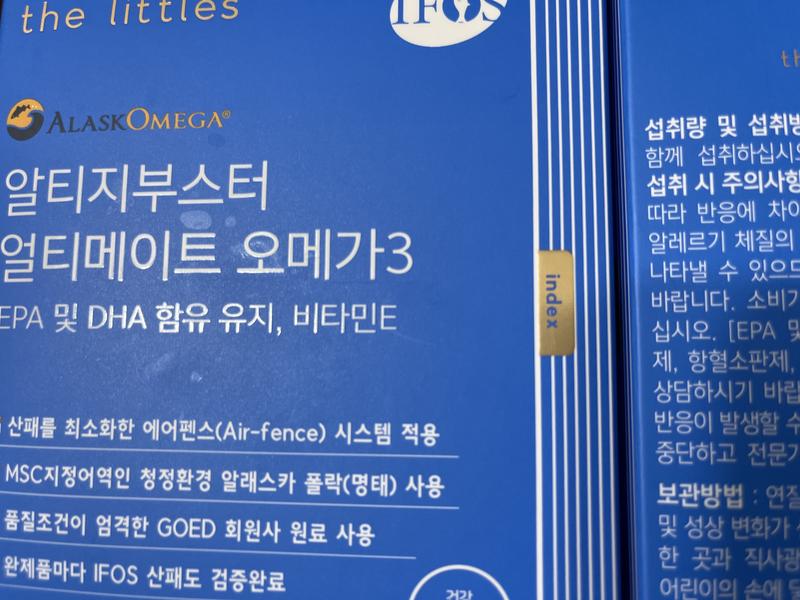 the littles
IFOS
ALASKOMEGA®
알티지부스터
얼티메이트 오메가3
EPA 및 DHA 함유 유지, 비타민E
산패를 최소화한 에어펜스(Air-fence) 시스템 적용
MSC지정어역인 청정환경 알래스카 폴락(명태) 사용
품질조건이 엄격한 GOED 회원사 원료 사용
완제품마다 IFOS 산패도 검증완료
건강
index
섭취량 및 섭취방
함께 섭취하십시오
섭취 시 주의사항
따라 반응에 차이
알레르기 체질의
나타낼 수 있으므
바랍니다. 소비기
십시오. [EPA 및
제, 항혈소판제,
상담하시기 바랍
반응이 발생할 수
중단하고 전문가
보관방법 : 연질
및 성상 변화가
한 곳과 직사광
어린이의 손에 닿